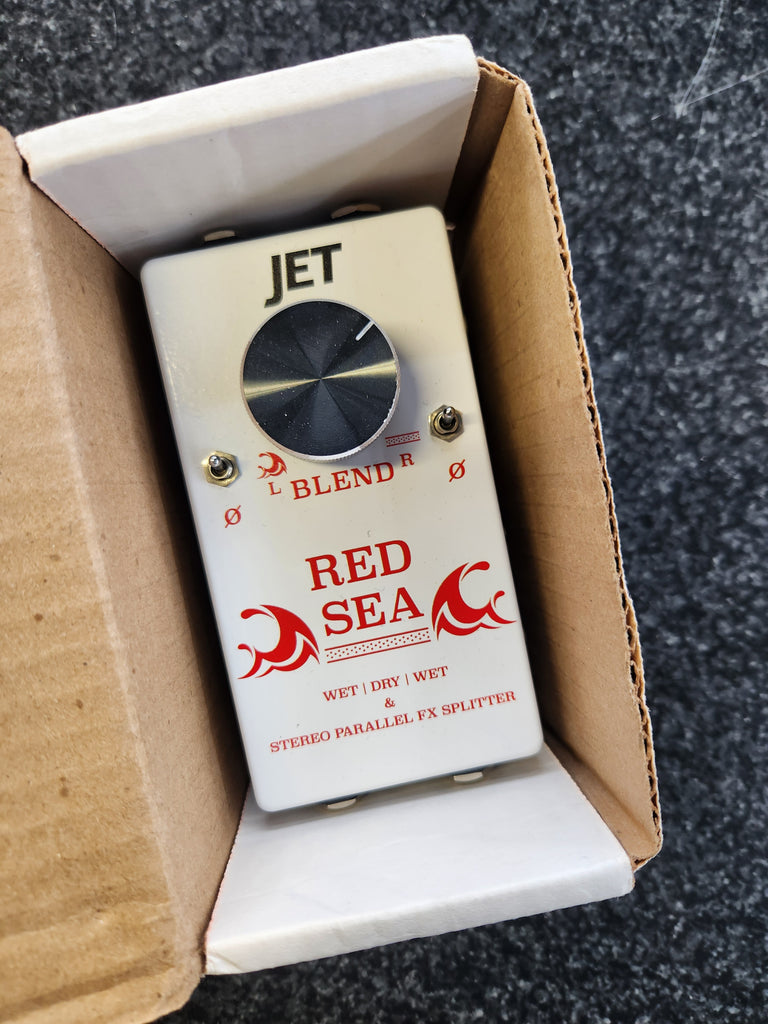 JET
L BLEND R
Ø Ø
RED
SEA
WET | DRY | WET
&
STEREO PARALLEL FX SPLITTER